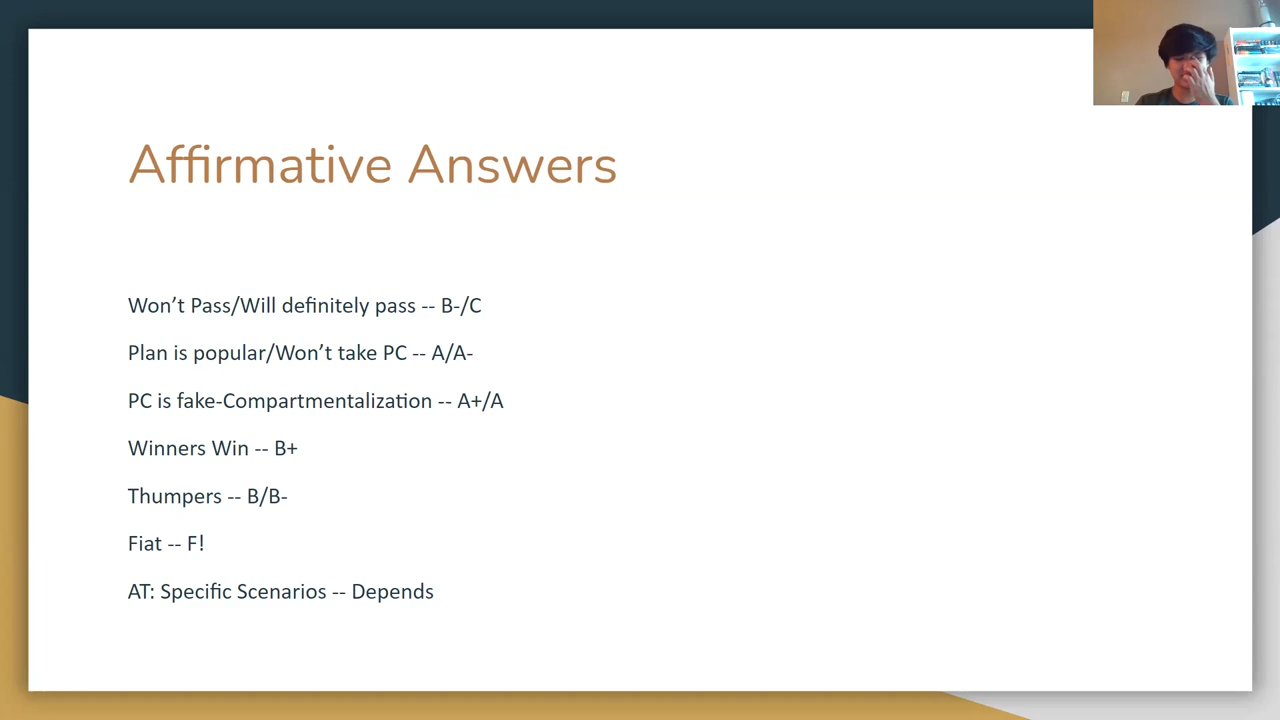 Affirmative Answers
Won’t Pass/Will definitely pass -- B-/C
Plan is popular/Won’t take PC -- A/A-
PC is fake-Compartmentalization -- A+/A
Winners Win -- B+
Thumpers -- B/B-
Fiat -- F!
AT: Specific Scenarios -- Depends